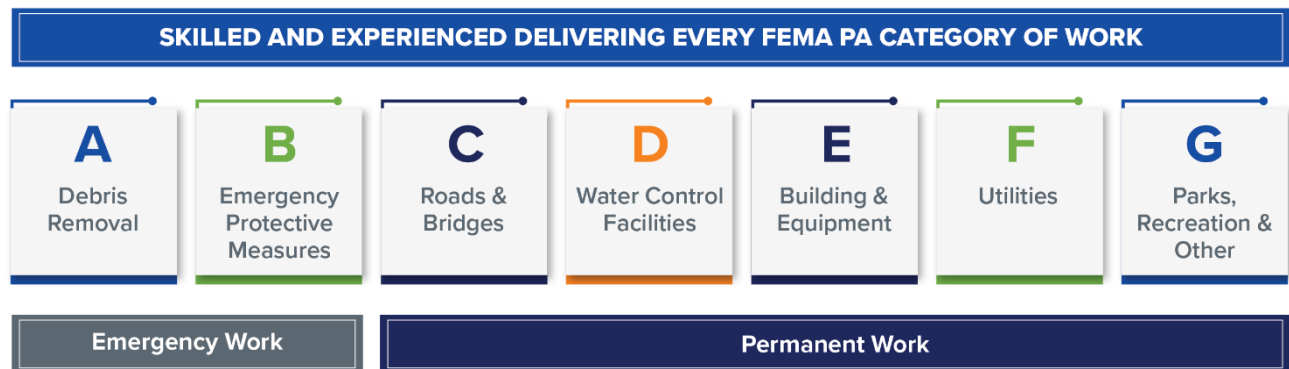 SKILLED AND EXPERIENCED DELIVERING EVERY FEMA PA CATEGORY OF WORK
A
Debris
Removal
B
Emergency
Protective
Measures
C
Roads &
Bridges
D
Water Control
Facilities
E
Building &
Equipment
F
Utilities
G
Parks,
Recreation &
Other
Emergency Work
Permanent Work